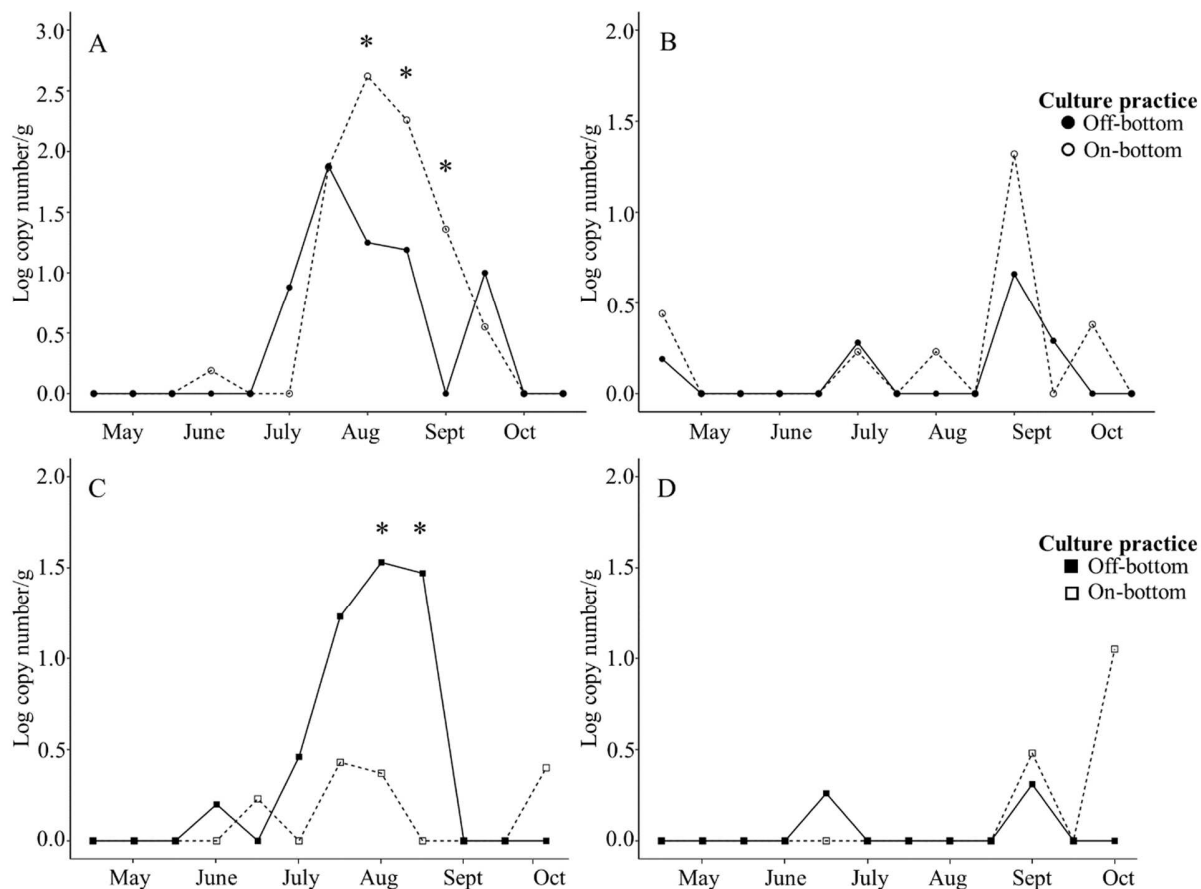 A
Log copy number/g
3.0
2.5
2.0
1.5
1.0
0.5
0.0
* * *
May June July Aug Sept Oct
B
Log copy number/g
2.0
1.5
1.0
0.5
0.0
Culture practice
Off-bottom
On-bottom
May June July Aug Sept Oct
C
Log copy number/g
2.0
1.5
1.0
0.5
0.0
* *
May June July Aug Sept Oct
D
Log copy number/g
2.0
1.5
1.0
0.5
0.0
Culture practice
Off-bottom
On-bottom
May June July Aug Sept Oct